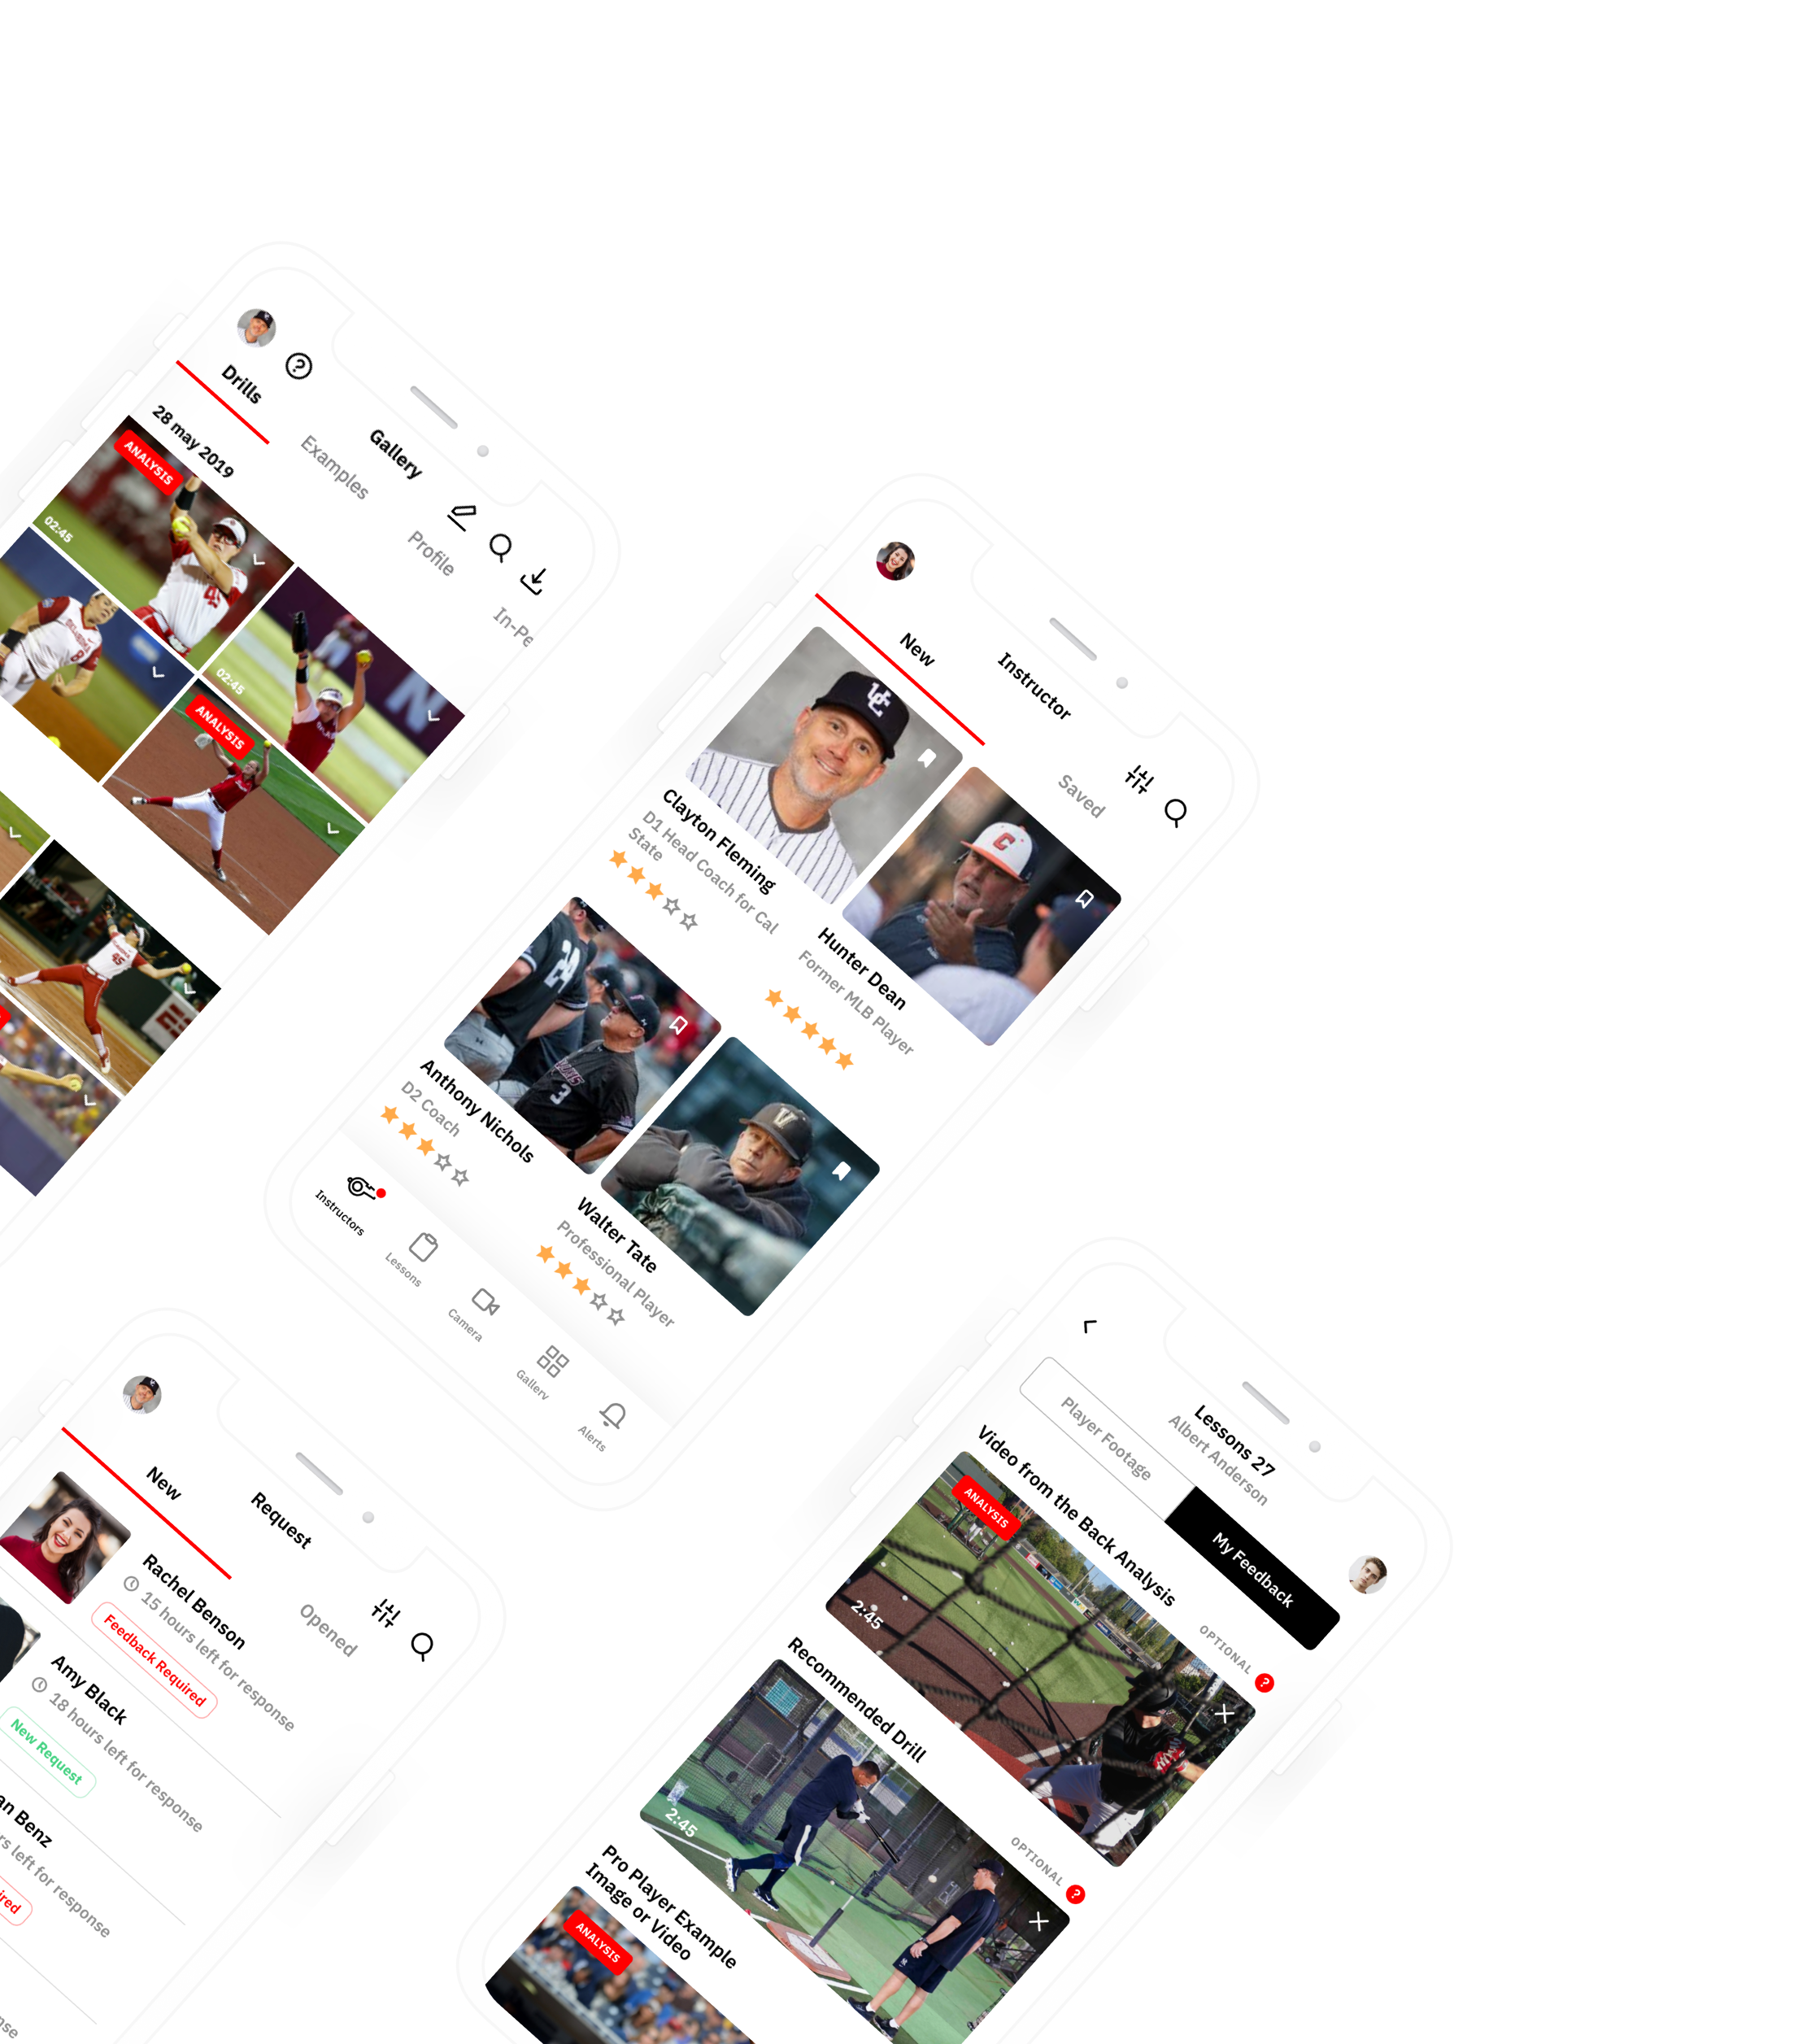 Gallery
Drills
Examples
Profile
In-Pe
28 may 2019
ANALYSIS
02:45
02:45
ANALYSIS
Instructor
New
Saved
Clayton Fleming
D1 Head Coach for Cal
State
Hunter Dean
Former MLB Player
Anthony Nichols
D2 Coach
Walter Tate
Professional Player
Instructors
Lessons
Camera
Gallery
Alerts
Request
New
Opened
Rachel Benson
15 hours left for response
Feedback Required
Amy Black
18 hours left for response
New Request
an Benz
rs left for response
ired
nse
Lessons 27
Albert Anderson
Player Footage
My Feedback
Video from the Back Analysis
OPTIONAL
?
ANALYSIS
2:45
Recommended Drill
OPTIONAL
?
2:45
Pro Player Example
Image or Video
ANALYSIS